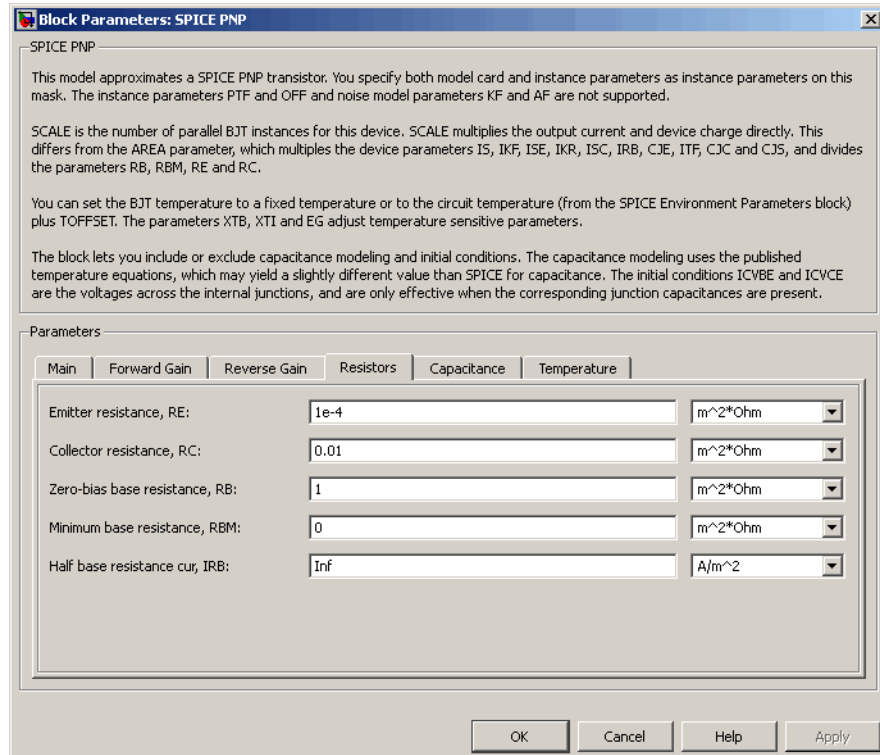 Block Parameters: SPICE PNP
SPICE PNP
This model approximates a SPICE PNP transistor. You specify both model card and instance parameters as instance parameters on this
mask. The instance parameters PTF and OFF and noise model parameters KF and AF are not supported.
SCALE is the number of parallel BJT instances for this device. SCALE multiplies the output current and device charge directly. This
differs from the AREA parameter, which multiplies the device parameters IS, IKF, ISE, IKR, ISC, IRB, CJE, ITF, CJC and CJS, and divides
the parameters RB, RBM, RE and RC.
You can set the BJT temperature to a fixed temperature or to the circuit temperature (from the SPICE Environment Parameters block)
plus TOFFSET. The parameters XTB, XTI and EG adjust temperature sensitive parameters.
The block lets you include or exclude capacitance modeling and initial conditions. The capacitance modeling uses the published
temperature equations, which may yield a slightly different value than SPICE for capacitance. The initial conditions ICVBE and ICVCE
are the voltages across the internal junctions, and are only effective when the corresponding junction capacitances are present.
Parameters
Main Forward Gain Reverse Gain Resistors Capacitance Temperature
Emitter resistance, RE: 1e-4 m^2*Ohm
Collector resistance, RC: 0.01 m^2*Ohm
Zero-bias base resistance, RB: 1 m^2*Ohm
Minimum base resistance, RBM: 0 m^2*Ohm
Half base resistance cur, IRB: Inf A/m^2
OK Cancel Help Apply